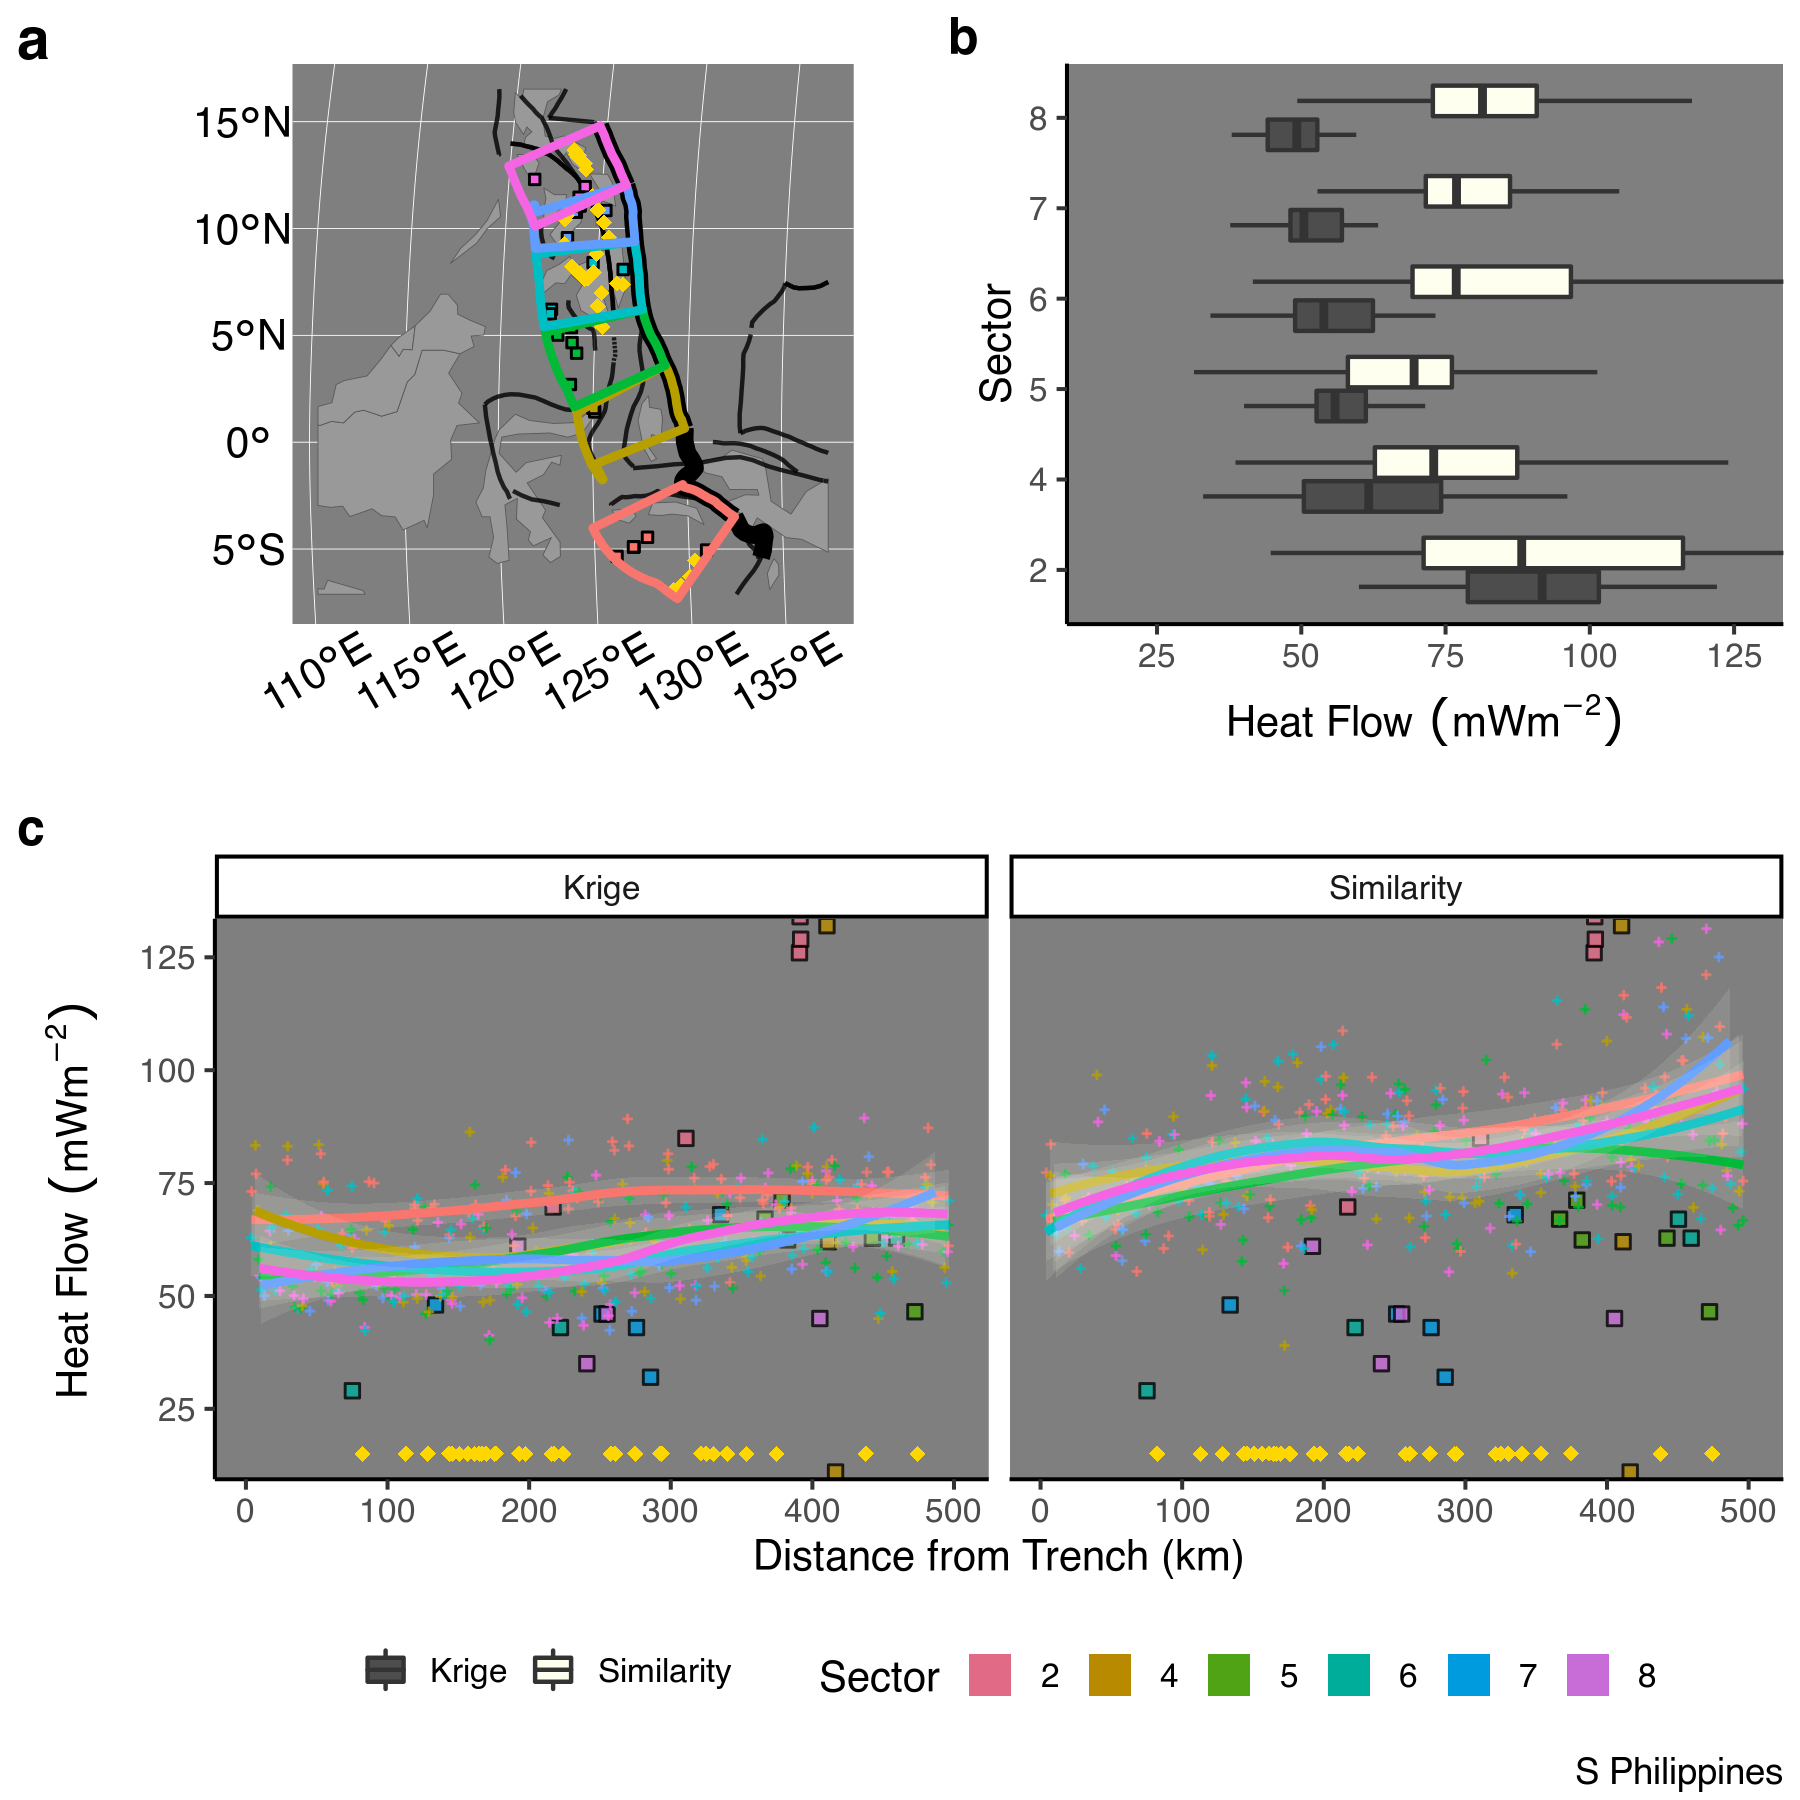 a
15°N
10°N
5°N
0°
5°S
110°E
115°E
120°E
125°E
130°E
135°E
b
Sector
8
7
6
5
4
2
25
50
75
100
125
Heat Flow (mWm⁻²)
c
Krige
Similarity
Heat Flow (mWm⁻²)
125
100
75
50
25
0
100
200
300
400
500
0
100
200
300
400
500
Distance from Trench (km)
Krige
Similarity
Sector
2
4
5
6
7
8
S Philippines